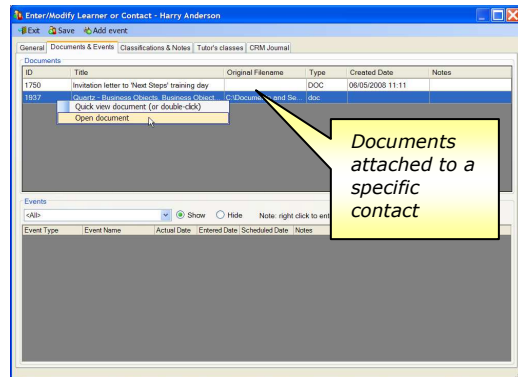 Enter/Modify Learner or Contact - Harry Anderson
Exit Save Add event
General Documents & Events Classifications & Notes Tutor's classes CRM Journal
Documents
ID Title Original Filename Type Created Date Notes
1750 Invitation letter to 'Next Steps' training day DOC 06/05/2008 11:11
1937 Quartz - Business Objects, Business Object... C:\Documents and Se... doc
Quick view document (or double-click)
Open document
Documents
attached to a
specific
contact
Events
<All> Show Hide Note: right click to
Event Type Event Name Actual Date Entered Date Scheduled Date Notes